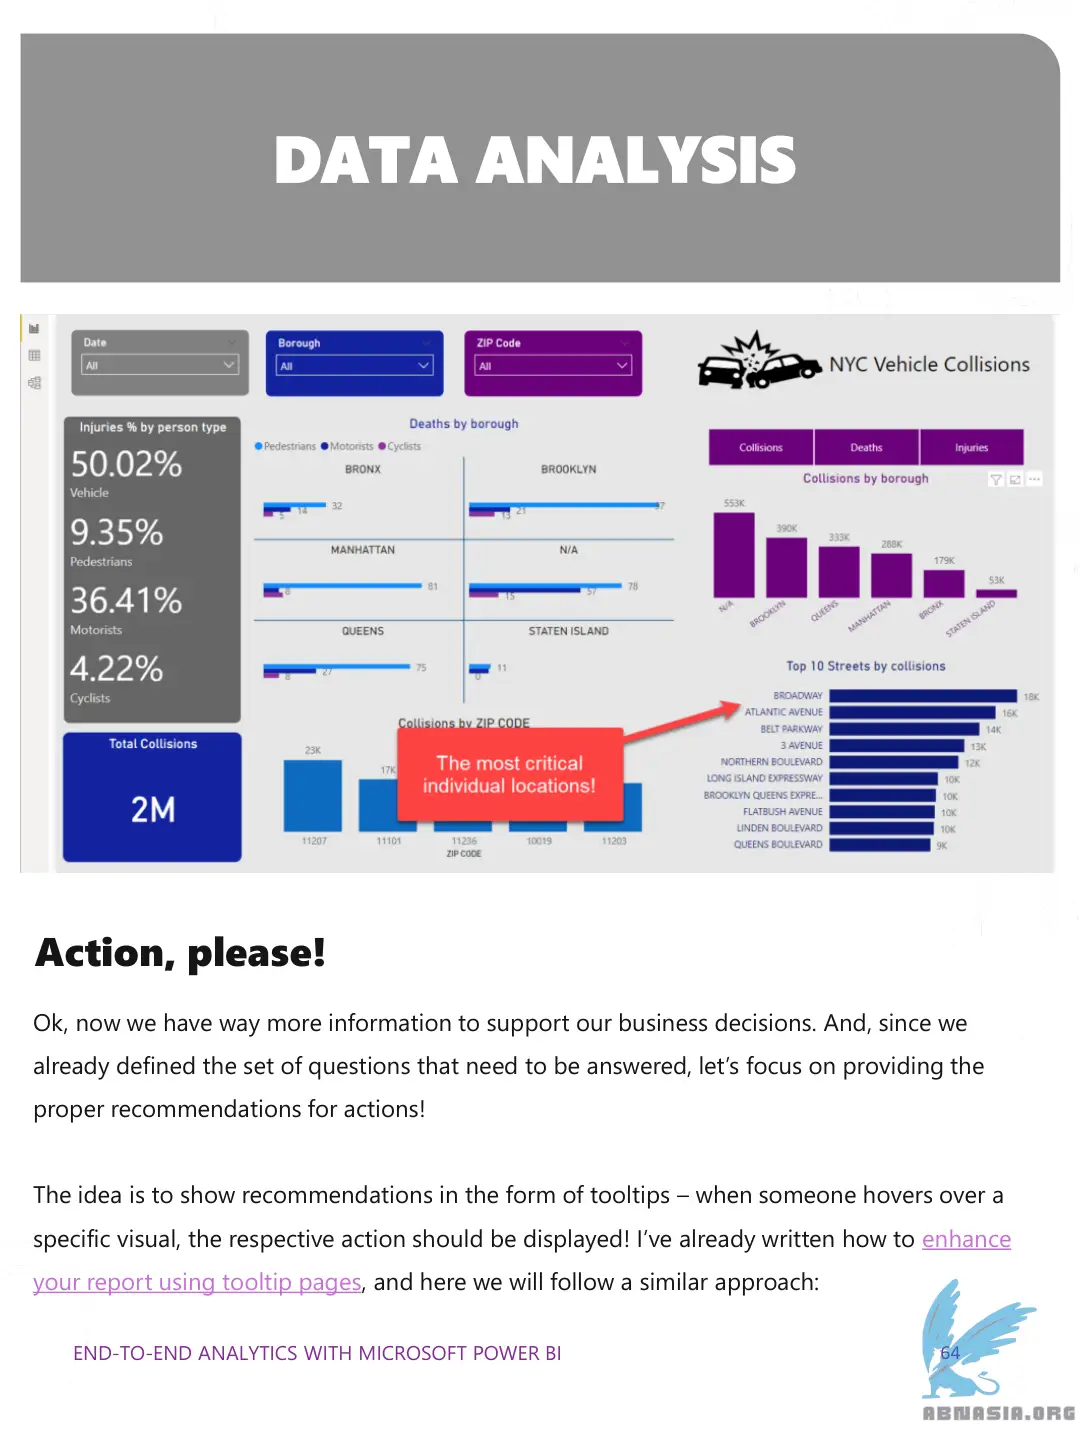 DATA ANALYSIS
Date
All
Borough
All
ZIP Code
All
NYC Vehicle Collisions
Injuries % by person type
50.02%
Vehicle
9.35%
Pedestrians
36.41%
Motorists
4.22%
Cyclists
Total Collisions
2M
Deaths by borough
Pedestrians Motorists Cyclists
BRONX
32
14
5
BROOKLYN
97
21
13
MANHATTAN
81
8
N/A
78
57
15
QUEENS
75
27
8
STATEN ISLAND
11
0
Collisions by ZIP CODE
23K
17K
11207 11101 11236 10019 11203
ZIP CODE
The most critical
individual locations!
Collisions Deaths Injuries
Collisions by borough
553K
390K
333K
288K
179K
53K
N/A BROOKLYN QUEENS MANHATTAN BRONX STATEN ISLAND
Top 10 Streets by collisions
BROADWAY 18K
ATLANTIC AVENUE 16K
BELT PARKWAY 14K
3 AVENUE 13K
NORTHERN BOULEVARD 12K
LONG ISLAND EXPRESSWAY 10K
BROOKLYN QUEENS EXPRE... 10K
FLATBUSH AVENUE 10K
LINDEN BOULEVARD 10K
QUEENS BOULEVARD 9K
Action, please!
Ok, now we have way more information to support our business decisions. And, since we
already defined the set of questions that need to be answered, let’s focus on providing the
proper recommendations for actions!
The idea is to show recommendations in the form of tooltips – when someone hovers over a
specific visual, the respective action should be displayed! I’ve already written how to enhance
your report using tooltip pages, and here we will follow a similar approach:
END-TO-END ANALYTICS WITH MICROSOFT POWER BI 64
ABNASIA.ORG